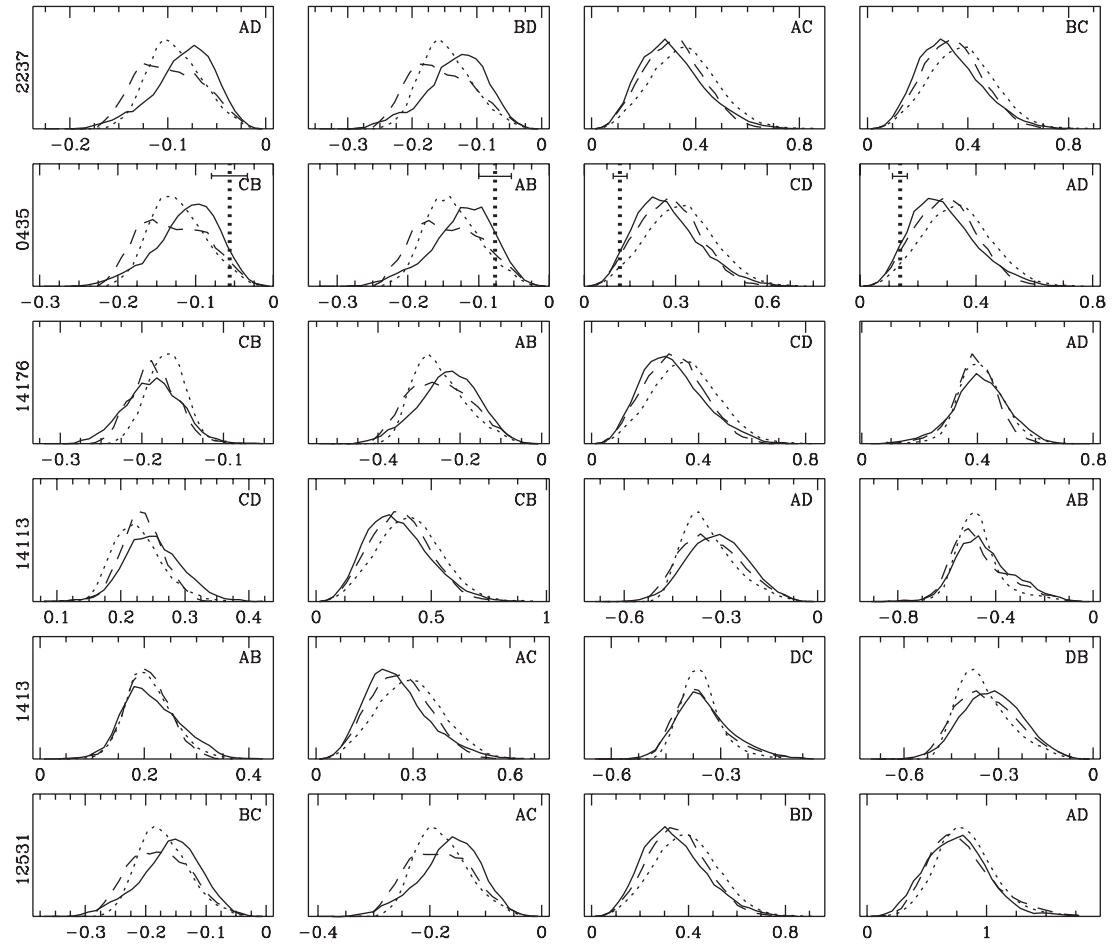 2237
AD
BD
AC
BC
-0.2 -0.1 0
-0.3 -0.2 -0.1 0
0 0.4 0.8
0 0.2 0.4 0.6 0.8
0435
CB
AB
CD
AD
-0.3 -0.2 -0.1 0
-0.3 -0.2 -0.1 0
0 0.3 0.6
0 0.4 0.8
14176
CB
AB
CD
AD
-0.3 -0.2 -0.1
-0.4 -0.2 0
0 0.4 0.8
0 0.4 0.8
14113
CD
CB
AD
AB
0.1 0.2 0.3 0.4
0 0.5 1
-0.6 -0.3 0
-0.8 -0.4 0
1413
AB
AC
DC
DB
0 0.2 0.4
0 0.3 0.6
-0.6 -0.3
-0.6 -0.3 0
12531
BC
AC
BD
AD
-0.3 -0.2 -0.1 0
-0.4 -0.2 0
0 0.4 0.8
0 1